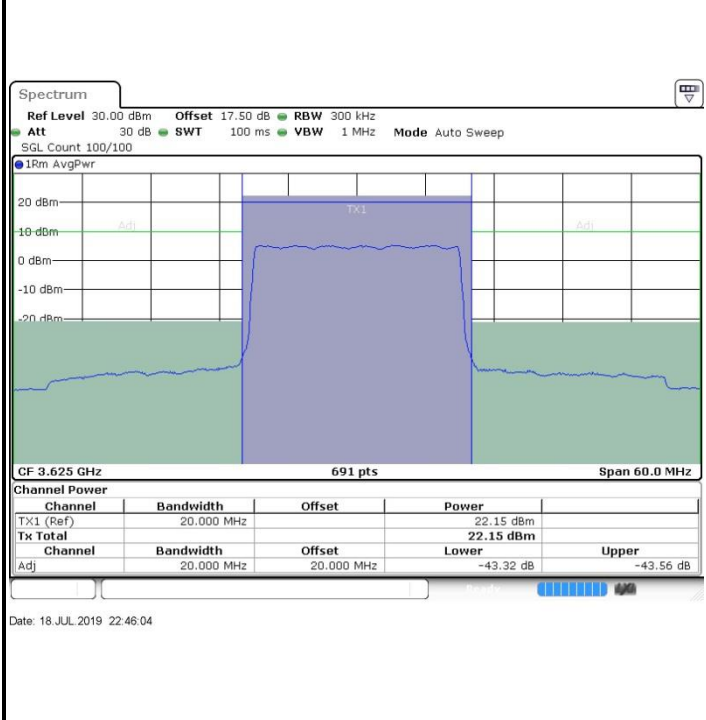 Spectrum
Ref Level 30.00 dBm Offset 17.50 dB RBW 300 kHz
Att 30 dB SWT 100 ms VBW 1 MHz Mode Auto Sweep
SGL Count 100/100
1Rm AvgPwr
20 dBm
TX1
Adj
Adj
10 dBm
0 dBm
-10 dBm
-20 dBm
CF 3.625 GHz 691 pts Span 60.0 MHz
Channel Power
Channel Bandwidth Offset Power
TX1 (Ref) 20.000 MHz 22.15 dBm
Tx Total 22.15 dBm
Channel Bandwidth Offset Lower Upper
Adj 20.000 MHz 20.000 MHz -43.32 dB -43.56 dB
Ready
Date: 18.JUL.2019 22:46:04